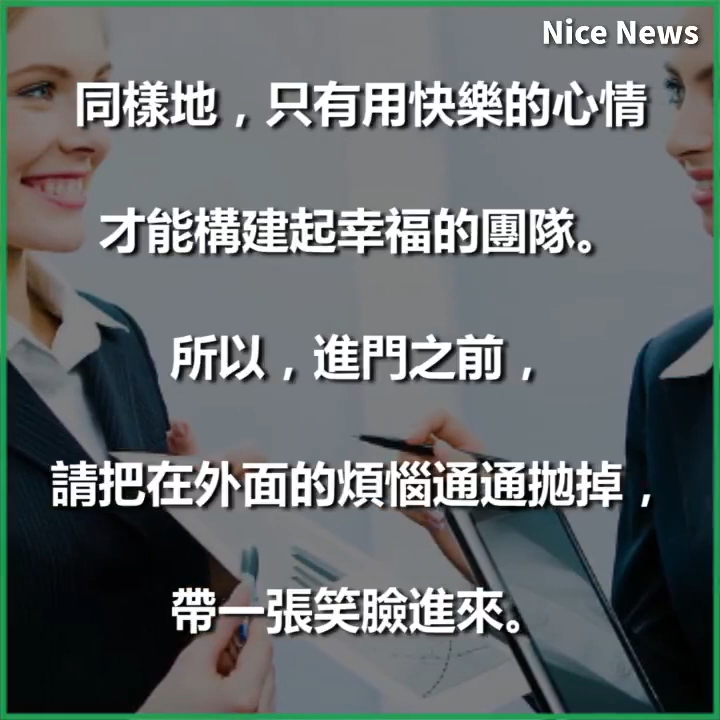 Nice News
同樣地，只有用快樂的心情
才能構建起幸福的團隊。
所以，進門之前，
請把在外面的煩惱通通拋掉，
帶一張笑臉進來。